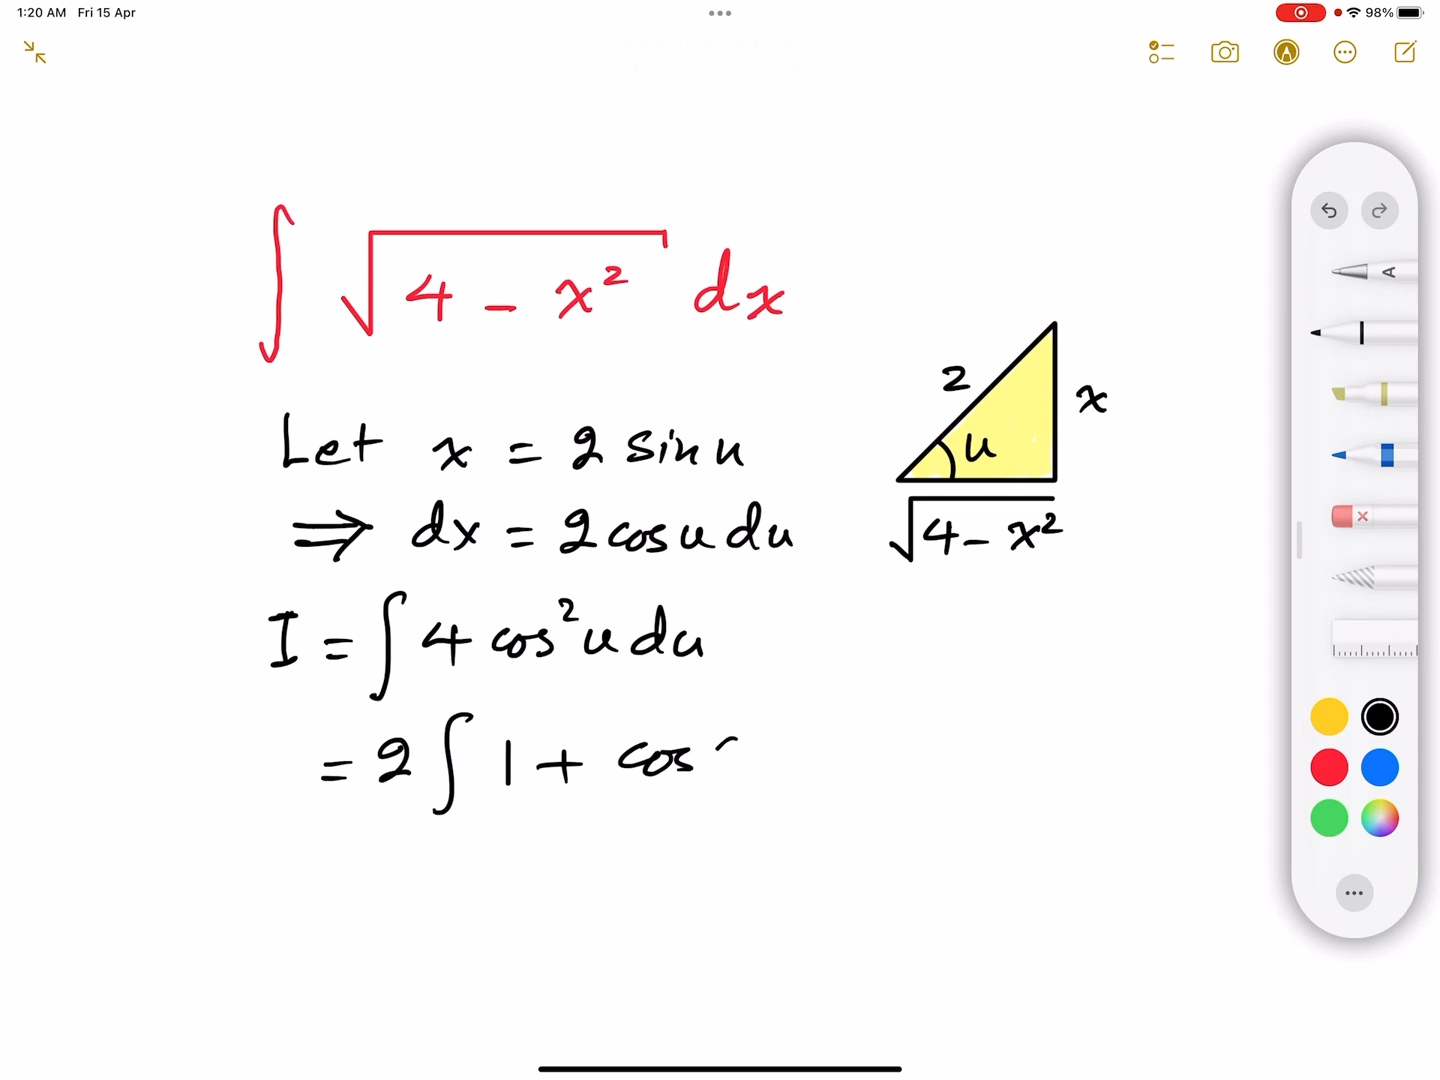 1:20 AM Fri 15 Apr
98%
∫ √(4 - x²) dx
Let x = 2 sin u
⇒ dx = 2 cos u du
I = ∫ 4 cos² u du
= 2 ∫ 1 + cos
2
x
u
√(4 - x²)
A